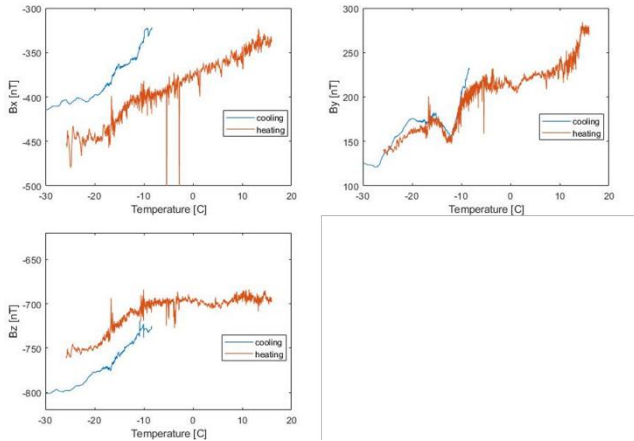 -300
-350
-400
-450
-500
Bx [nT]
-30 -20 -10 0 10 20
Temperature [C]
cooling
heating
300
250
200
150
100
By [nT]
-30 -20 -10 0 10 20
Temperature [C]
cooling
heating
-650
-700
-750
-800
Bz [nT]
-30 -20 -10 0 10 20
Temperature [C]
cooling
heating